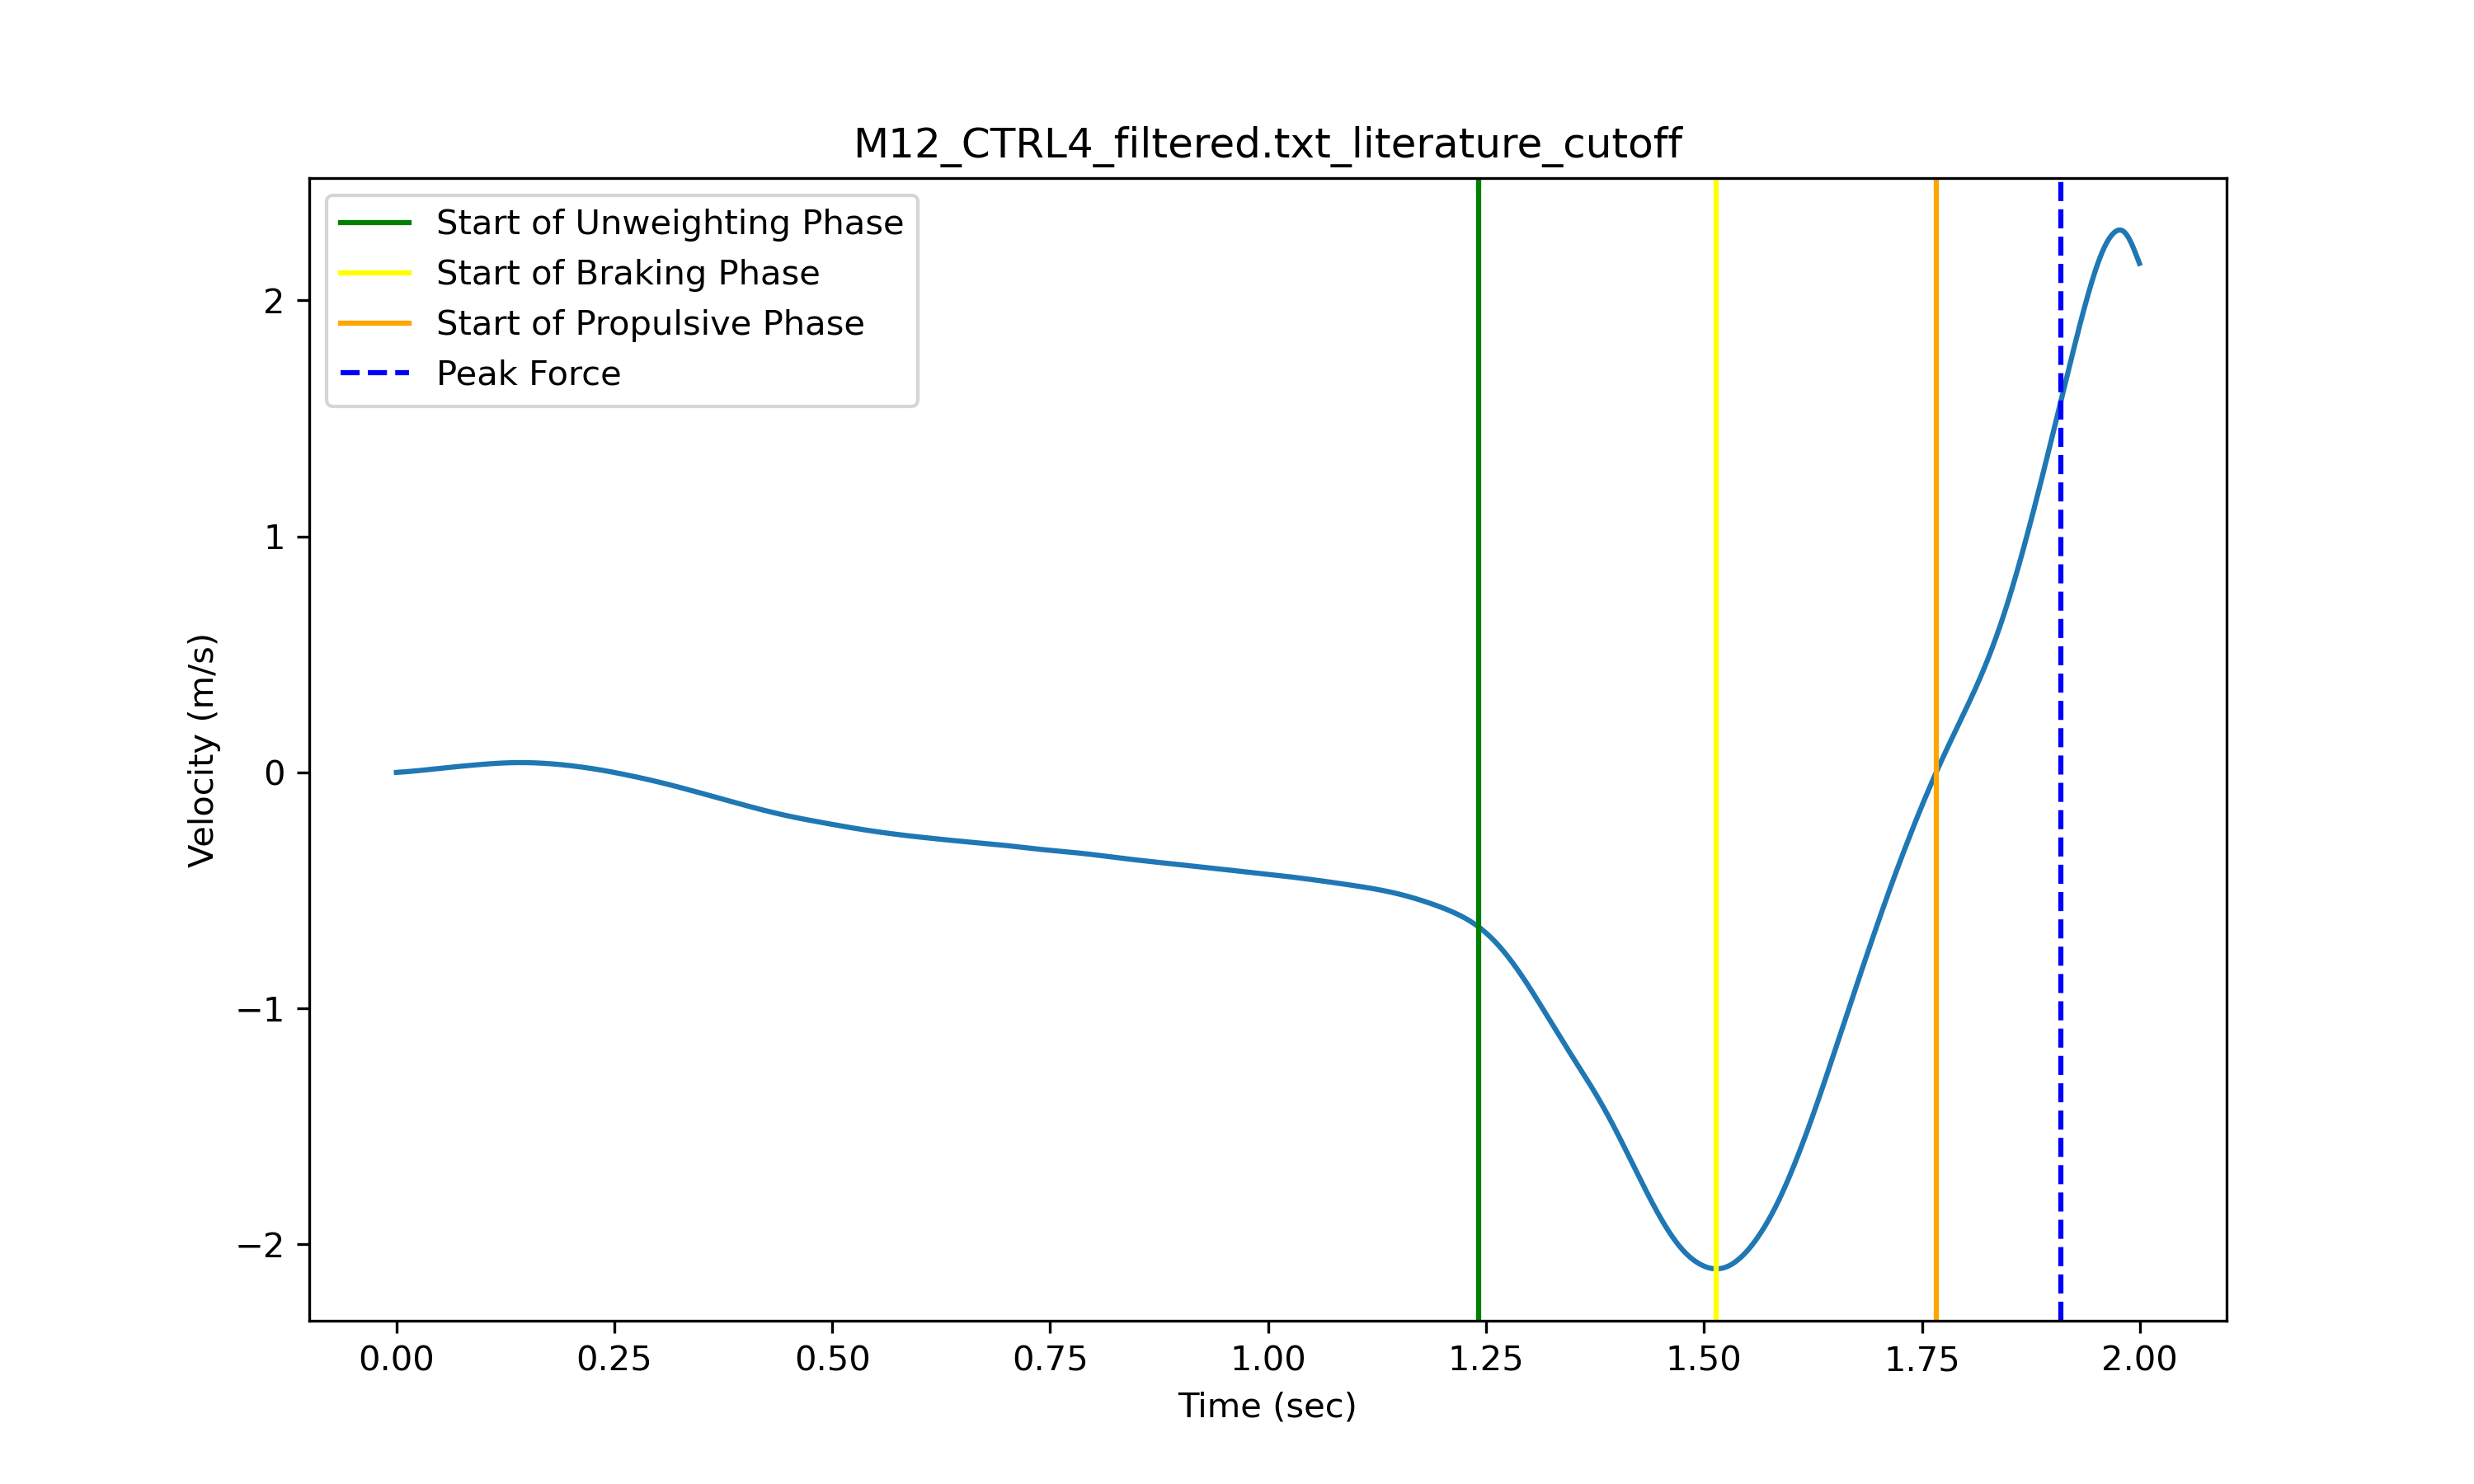 M12_CTRL4_filtered.txt_literature_cutoff
Start of Unweighting Phase
Start of Braking Phase
Start of Propulsive Phase
Peak Force
2
1
0
−1
−2
Velocity (m/s)
0.00 0.25 0.50 0.75 1.00 1.25 1.50 1.75 2.00
Time (sec)